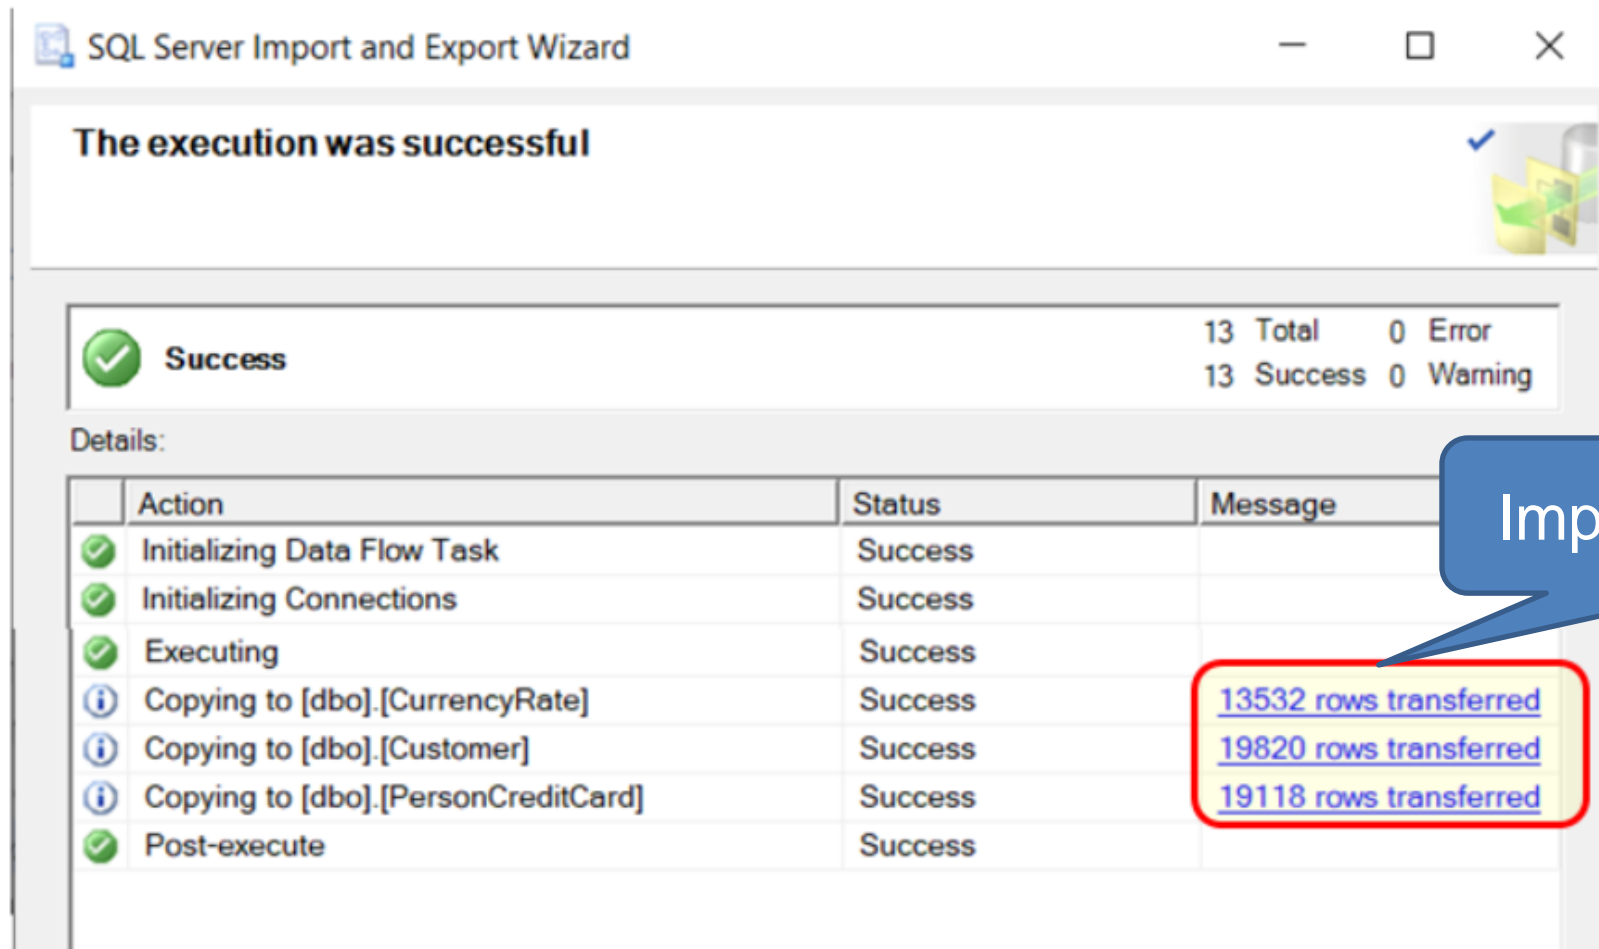 SQL Server Import and Export Wizard
The execution was successful
Success
13 Total 0 Error
13 Success 0 Warning
Details:
Action Status Message
Initializing Data Flow Task Success
Initializing Connections Success
Executing Success
Copying to [dbo].[CurrencyRate] Success 13532 rows transferred
Copying to [dbo].[Customer] Success 19820 rows transferred
Copying to [dbo].[PersonCreditCard] Success 19118 rows transferred
Post-execute Success